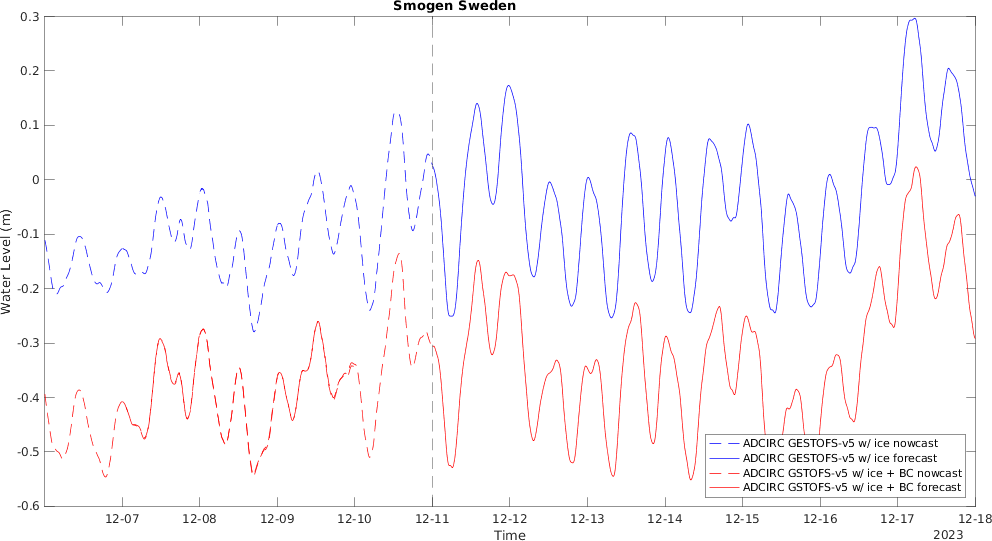 Smogen Sweden
0.3
0.2
0.1
0
-0.1
-0.2
-0.3
-0.4
-0.5
-0.6
Water Level (m)
ADCIRC GESTOFS-v5 w/ ice nowcast
ADCIRC GESTOFS-v5 w/ ice forecast
ADCIRC GSTOFS-v5 w/ ice + BC nowcast
ADCIRC GSTOFS-v5 w/ ice + BC forecast
12-07 12-08 12-09 12-10 12-11 12-12 12-13 12-14 12-15 12-16 12-17 12-18
Time
2023